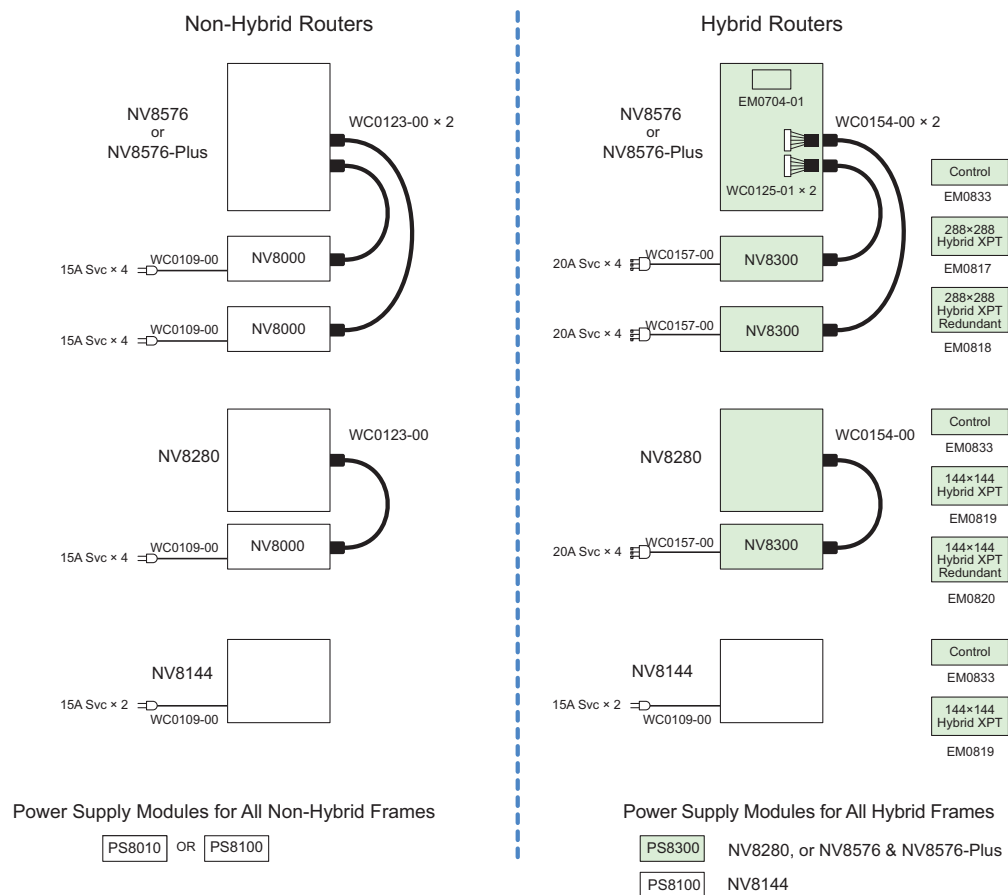 Non-Hybrid Routers
NV8576
or
NV8576-Plus
WC0123-00 × 2
15A Svc × 4
WC0109-00
NV8000
15A Svc × 4
WC0109-00
NV8000
WC0123-00
NV8280
15A Svc × 4
WC0109-00
NV8000
NV8144
15A Svc × 2
WC0109-00
Power Supply Modules for All Non-Hybrid Frames
PS8010 OR PS8100
Hybrid Routers
EM0704-01
NV8576
or
NV8576-Plus
WC0154-00 × 2
WC0125-01 × 2
Control
EM0833
288×288
Hybrid XPT
EM0817
288×288
Hybrid XPT
Redundant
EM0818
20A Svc × 4
WC0157-00
NV8300
20A Svc × 4
WC0157-00
NV8300
WC0154-00
NV8280
Control
EM0833
144×144
Hybrid XPT
EM0819
144×144
Hybrid XPT
Redundant
EM0820
20A Svc × 4
WC0157-00
NV8300
NV8144
15A Svc × 2
WC0109-00
Control
EM0833
144×144
Hybrid XPT
EM0819
Power Supply Modules for All Hybrid Frames
PS8300 NV8280, or NV8576 & NV8576-Plus
PS8100 NV8144